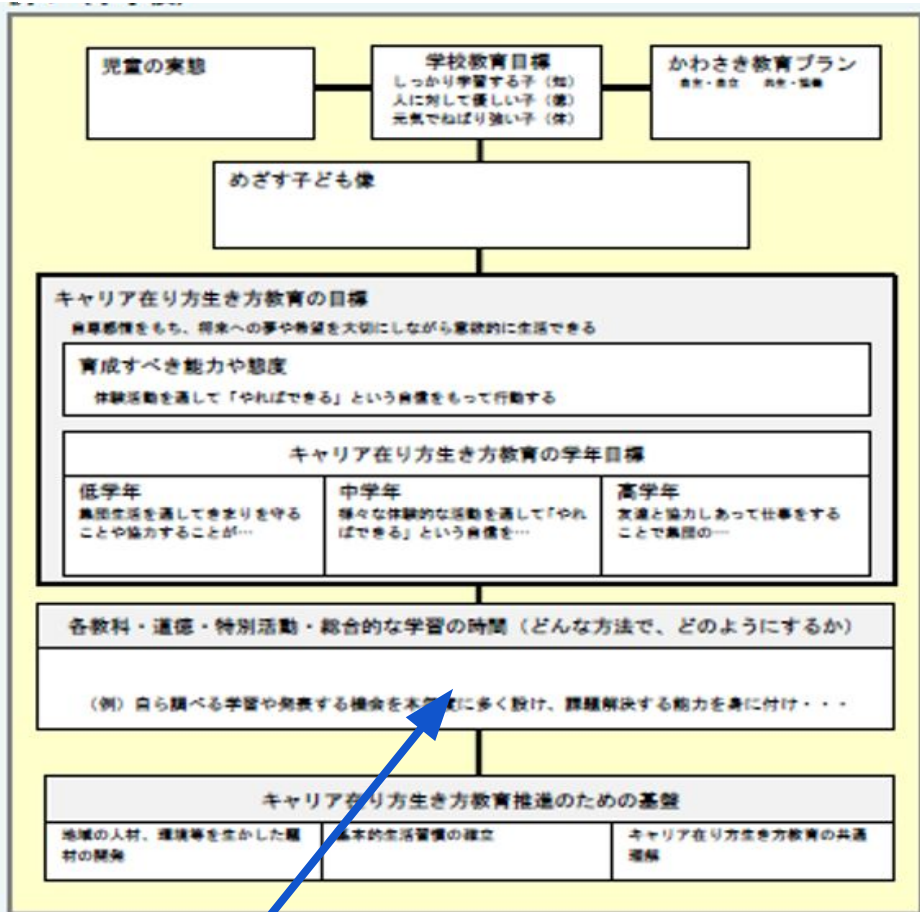 児童の実態
学校教育目標
しっかり学習する子（知）
人に対して優しい子（徳）
元気でねばり強い子（体）
かわさき教育プラン
自主・自立　共生・協働
めざす子ども像
キャリア在り方生き方教育の目標
自尊感情をもち、将来への夢や希望を大切にしながら意欲的に生活できる
育成すべき能力や態度
体験活動を通して「やればできる」という自信をもって行動する
キャリア在り方生き方教育の学年目標
低学年
集団生活を通してきまりを守る
ことや協力することが…
中学年
様々な体験的な活動を通して「やれ
ばできる」という自信を…
高学年
友達と協力しあって仕事をする
ことで集団の…
各教科・道徳・特別活動・総合的な学習の時間（どんな方法で、どのようにするか）
（例）自ら調べる学習や発表する機会を本年度に多く設け、課題解決する能力を身に付け・・・
キャリア在り方生き方教育推進のための基盤
地域の人材、環境等を生かした題
材の開発
基本的生活習慣の確立
キャリア在り方生き方教育の共通
理解